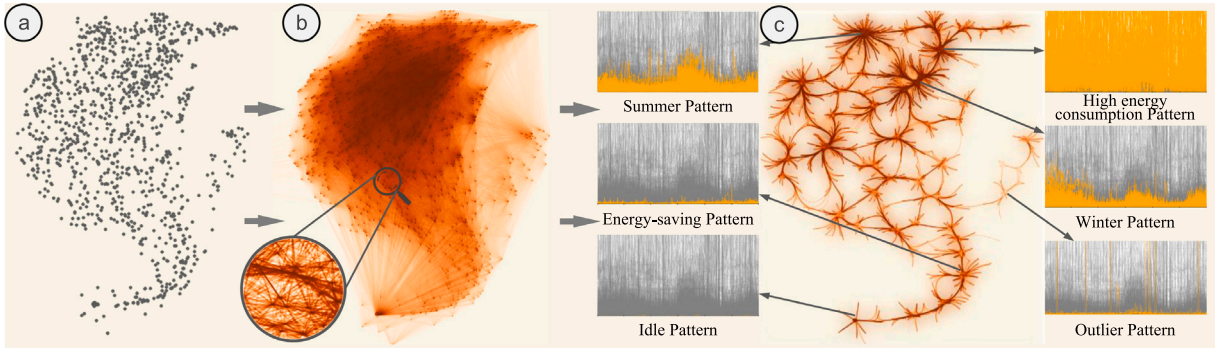 a
b
c
Summer Pattern
High energy
consumption Pattern
Energy-saving Pattern
Winter Pattern
Idle Pattern
Outlier Pattern